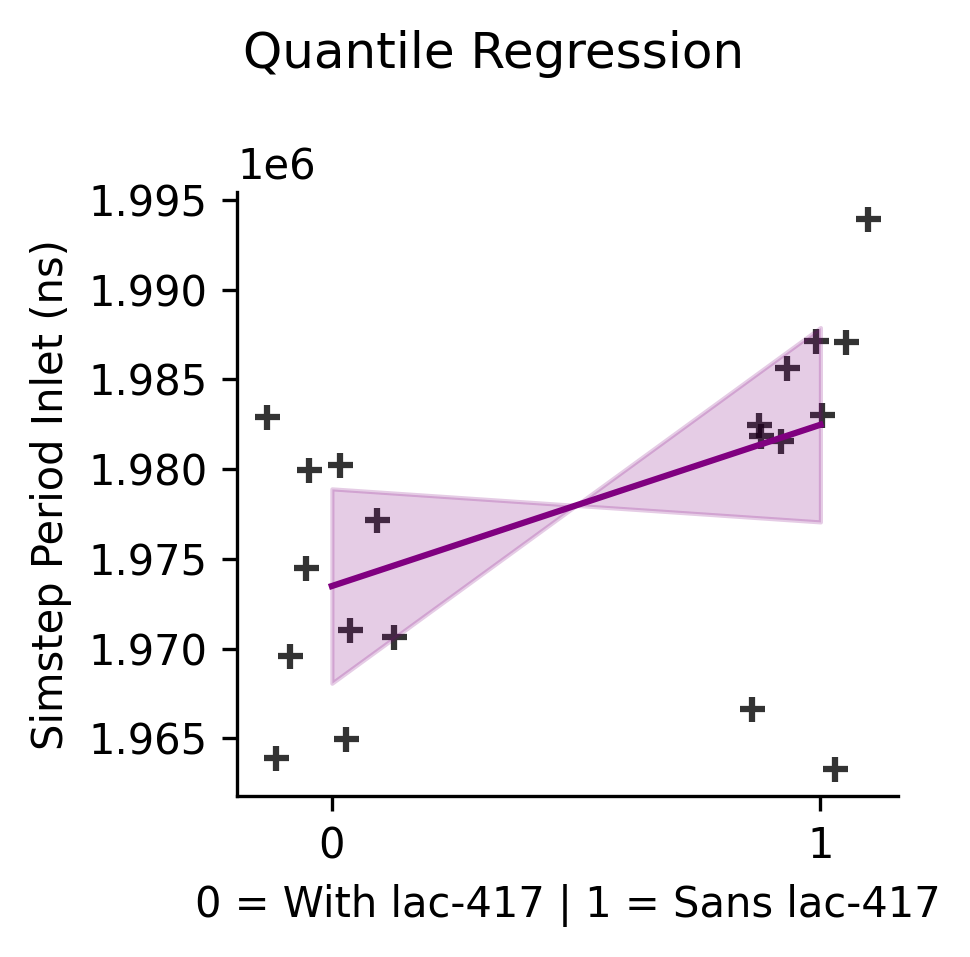 Quantile Regression
1e6
1.995
1.990
1.985
1.980
1.975
1.970
1.965
Simstep Period Inlet (ns)
0 1
0 = With lac-417 | 1 = Sans lac-417